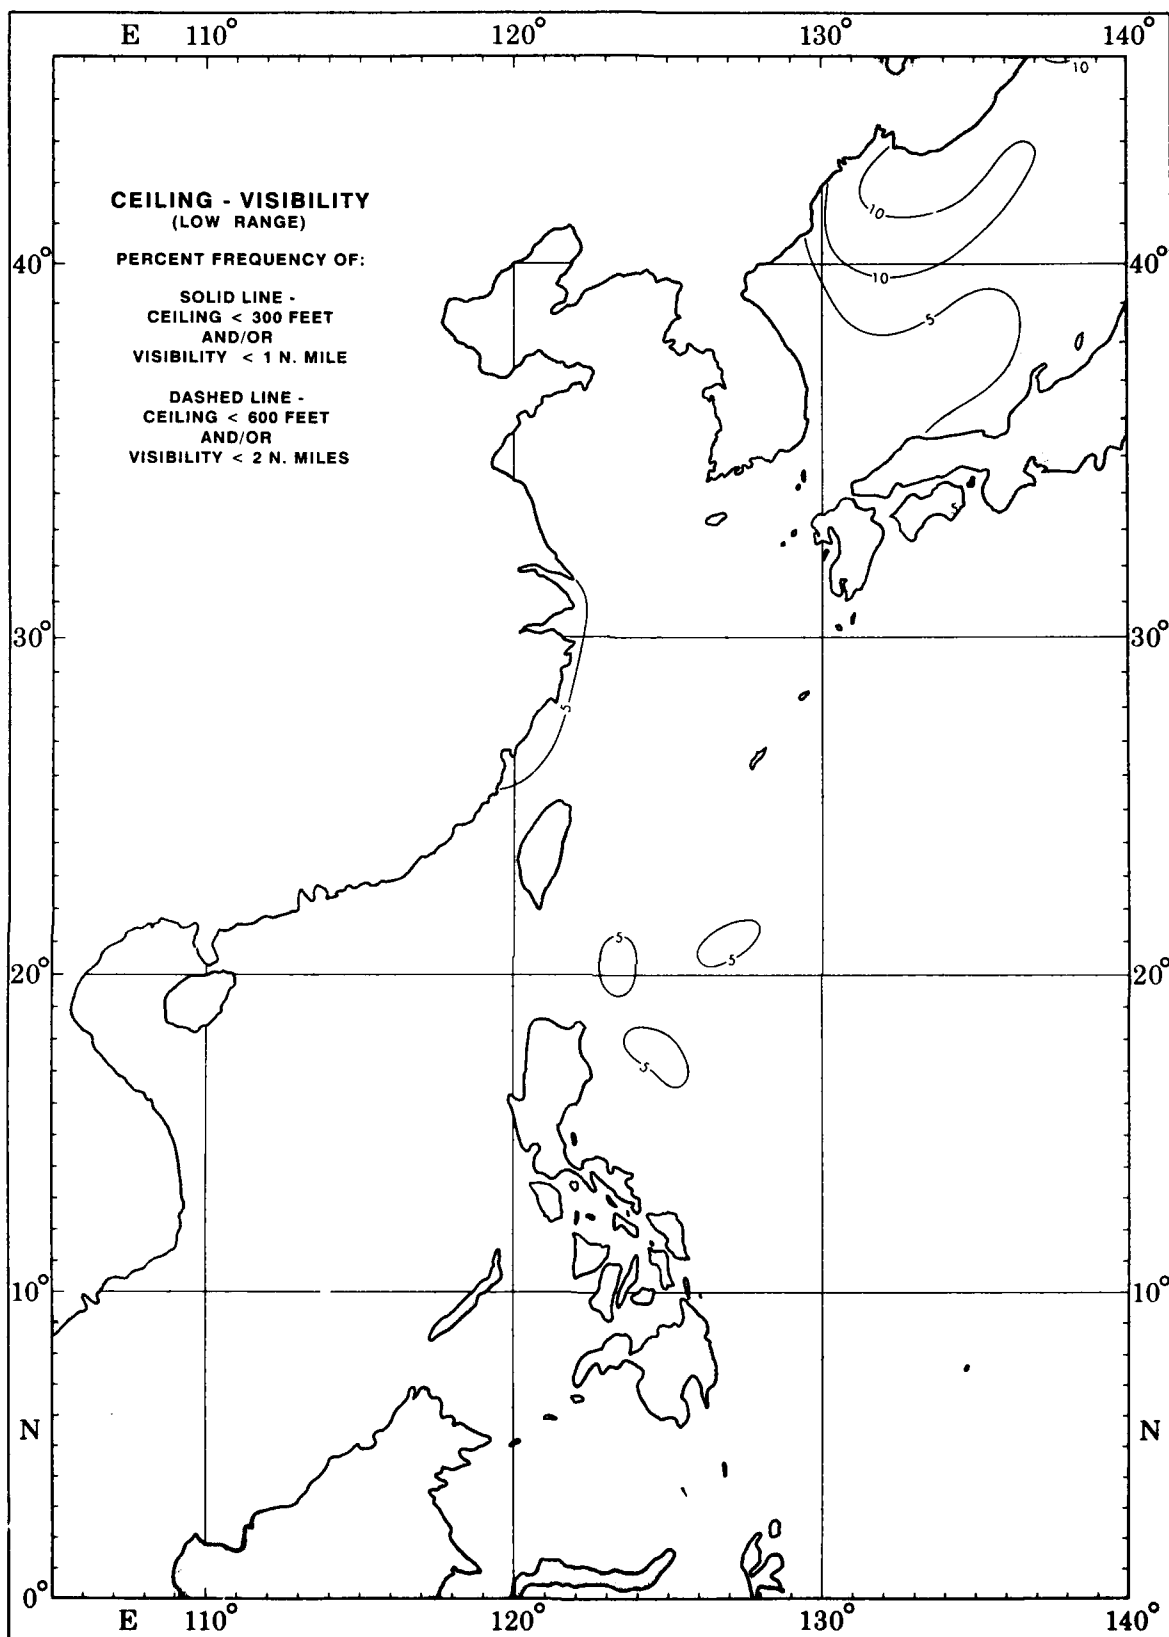 E 110° 120° 130° 140°
10
CEILING - VISIBILITY
(LOW RANGE)
10
PERCENT FREQUENCY OF:
40° 40°
10
SOLID LINE -
CEILING < 300 FEET
AND/OR
VISIBILITY < 1 N. MILE
5
DASHED LINE -
CEILING < 600 FEET
AND/OR
VISIBILITY < 2 N. MILES
5
30° 30°
5
5 5
20° 5 20°
5
10° 10°
N N
0° 0°
E 110° 120° 130° 140°